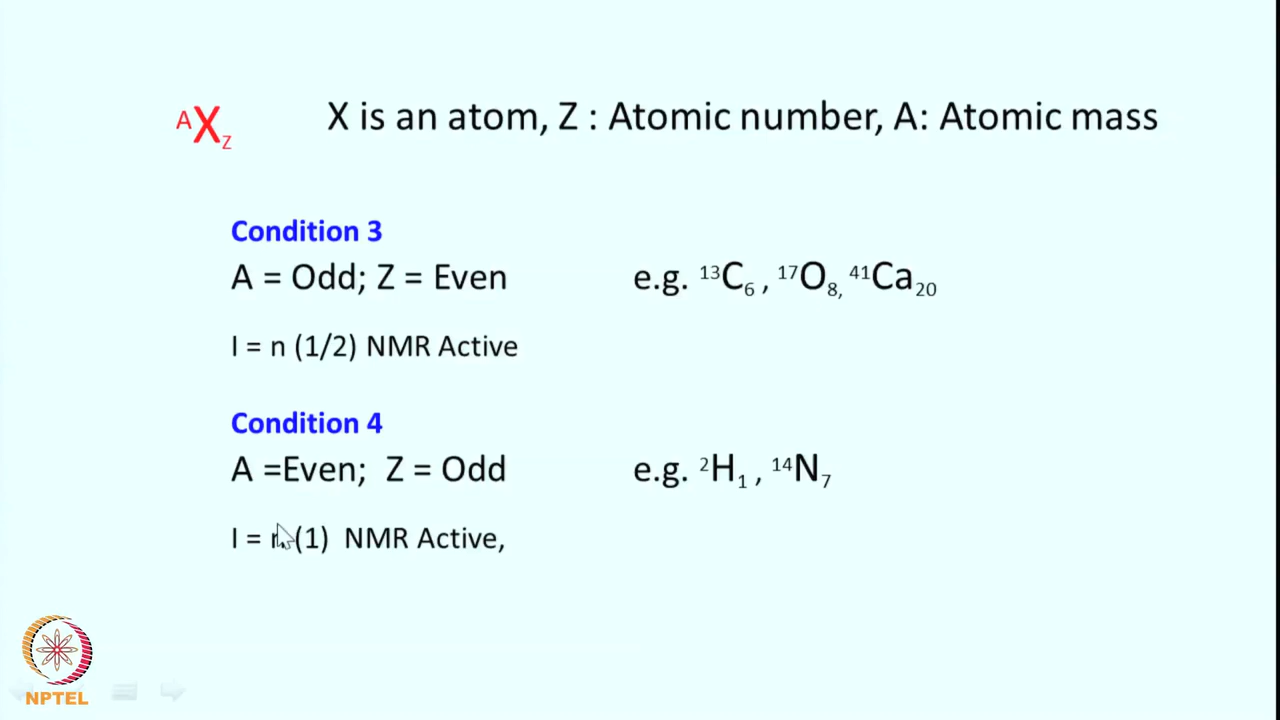 AXZ X is an atom, Z : Atomic number, A: Atomic mass
Condition 3
A = Odd; Z = Even e.g. 13C6 , 17O8, 41Ca20
I = n (1/2) NMR Active
Condition 4
A =Even; Z = Odd e.g. 2H1 , 14N7
I = (1) NMR Active,
NPTEL